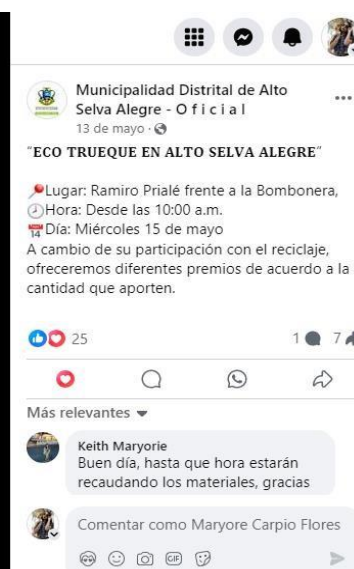 Municipalidad Distrital de Alto
Selva Alegre - O f i c i a l
13 de mayo ·
"ECO TRUEQUE EN ALTO SELVA ALEGRE"
Lugar: Ramiro Prialé frente a la Bombonera,
Hora: Desde las 10:00 a.m.
Día: Miércoles 15 de mayo
A cambio de su participación con el reciclaje,
ofreceremos diferentes premios de acuerdo a la
cantidad que aporten.
25
1
7
Más relevantes
Keith Maryorie
Buen día, hasta que hora estarán
recaudando los materiales, gracias
Comentar como Maryore Carpio Flores
GIF